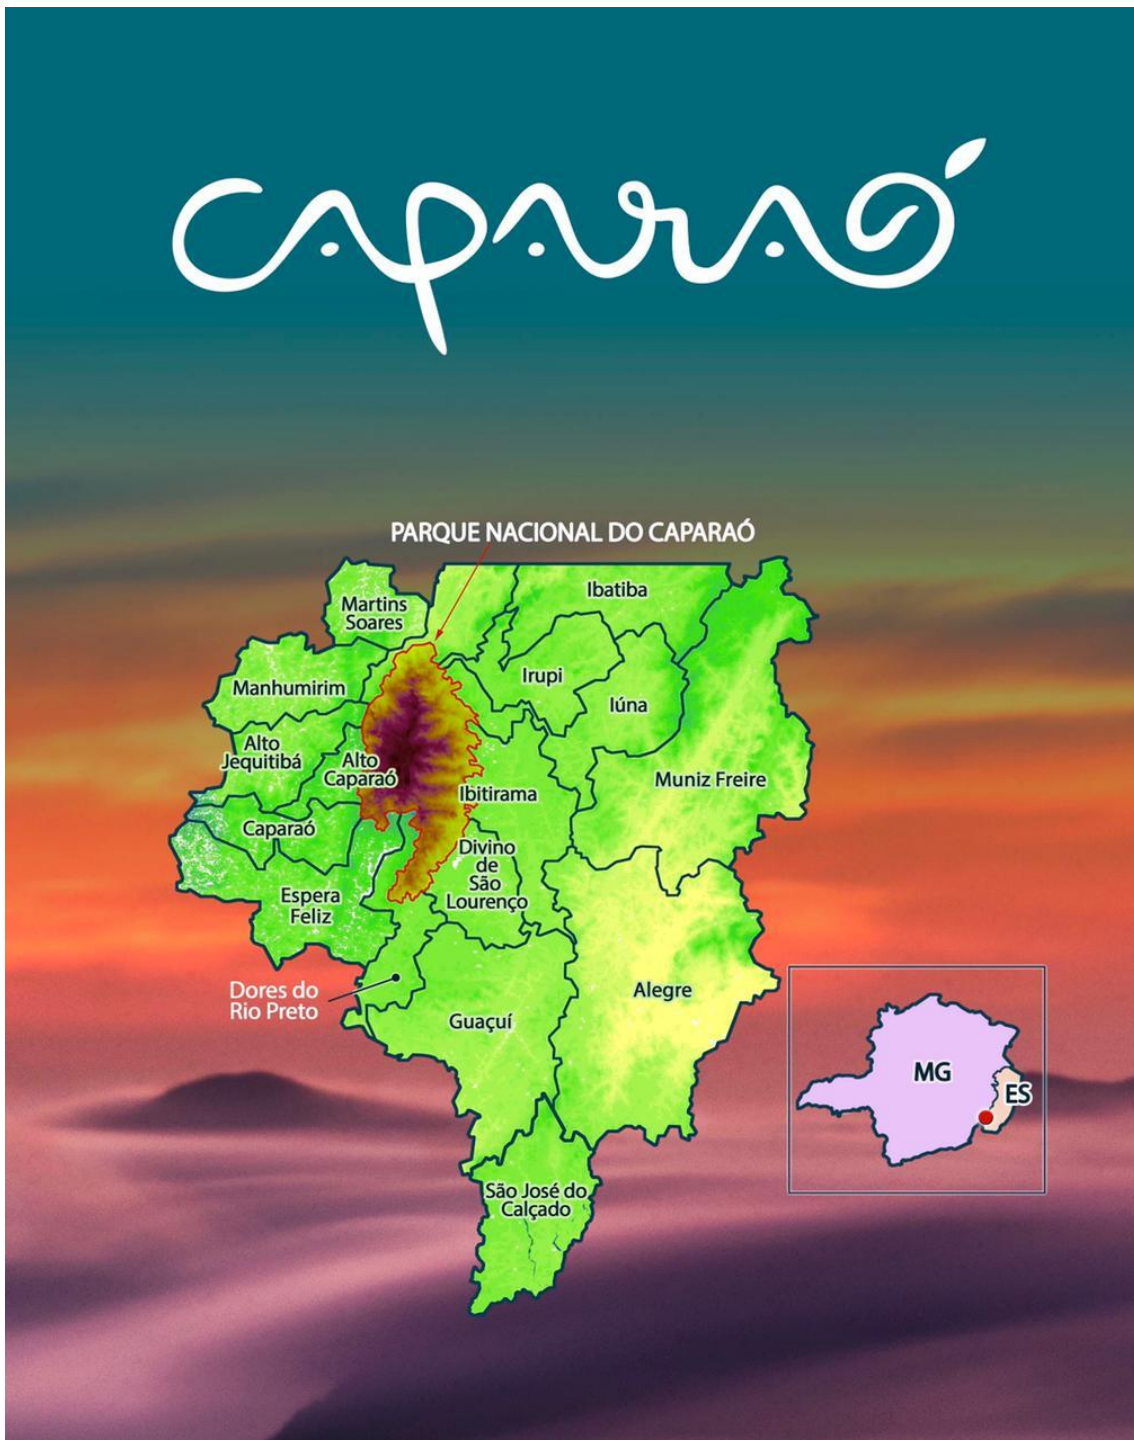 caparaó
PARQUE NACIONAL DO CAPARAÓ
Ibatiba
Martins
Soares
Irupi
Manhumirim
Iúna
Alto
Jequitibá
Alto
Caparaó
Muniz Freire
Ibitirama
Caparaó
Divino
de
São
Lourenço
Espera
Feliz
Dores do
Rio Preto
Alegre
Guaçuí
MG
ES
São José do
Calçado